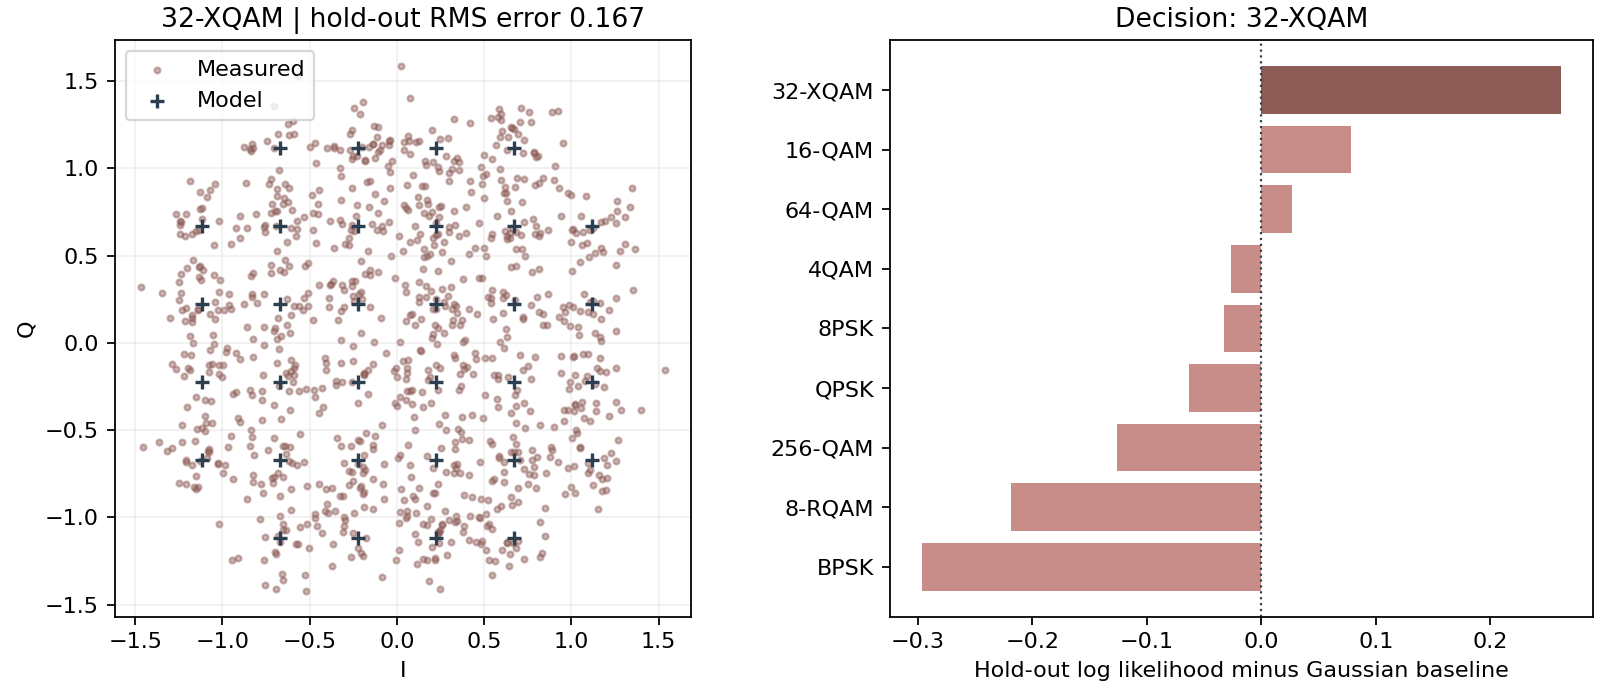 32-XQAM | hold-out RMS error 0.167
Measured
Model
1.5
1.0
0.5
0.0
−0.5
−1.0
−1.5
Q
−1.5
−1.0
−0.5
0.0
0.5
1.0
1.5
I
Decision: 32-XQAM
32-XQAM
16-QAM
64-QAM
4QAM
8PSK
QPSK
256-QAM
8-RQAM
BPSK
−0.3
−0.2
−0.1
0.0
0.1
0.2
Hold-out log likelihood minus Gaussian baseline